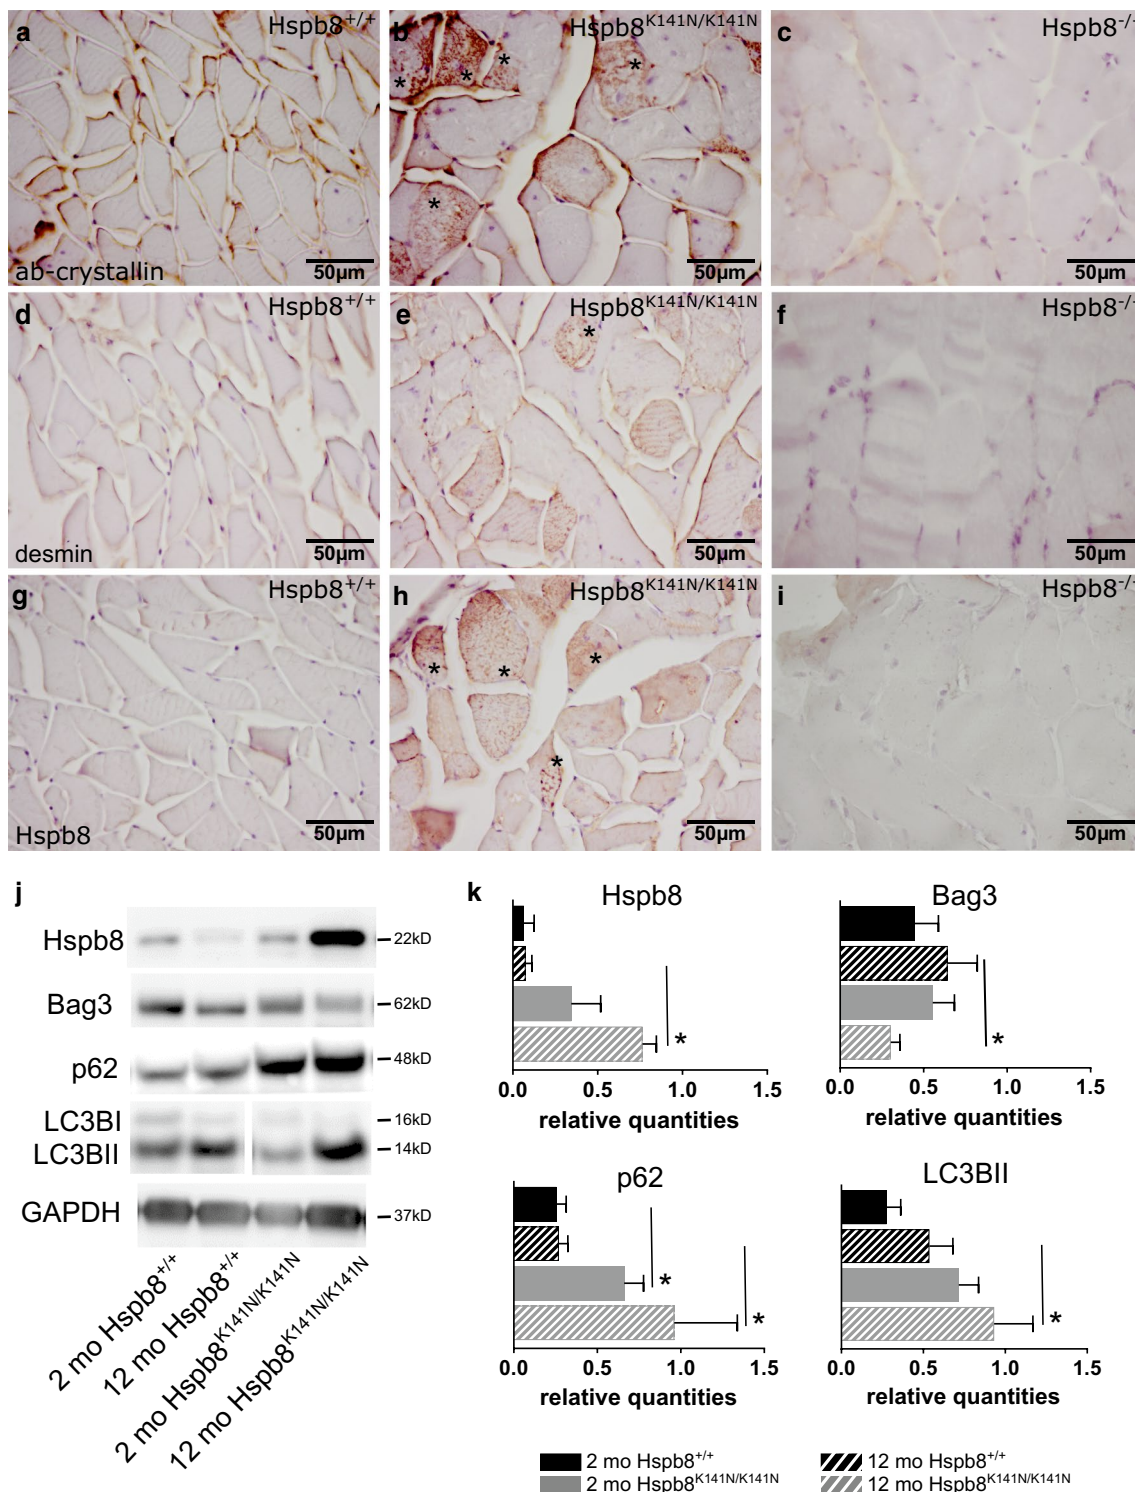 a Hspb8+/+
ab-crystallin 50µm
b Hspb8K141N/K141N
* * * * *
50µm
c Hspb8-/-
50µm
d Hspb8+/+
desmin 50µm
e Hspb8K141N/K141N
*
50µm
f Hspb8-/-
50µm
g Hspb8+/+
Hspb8 50µm
h Hspb8K141N/K141N
* * * *
50µm
i Hspb8-/-
50µm
j
Hspb8 22kD
Bag3 62kD
p62 48kD
LC3BI 16kD
LC3BII 14kD
GAPDH 37kD
2 mo Hspb8+/+
12 mo Hspb8+/+
2 mo Hspb8K141N/K141N
12 mo Hspb8K141N/K141N
k
Hspb8
*
0.0 0.5 1.0 1.5
relative quantities
Bag3
*
0.0 0.5 1.0 1.5
relative quantities
p62
* *
0.0 0.5 1.0 1.5
relative quantities
LC3BII
*
0.0 0.5 1.0 1.5
relative quantities
2 mo Hspb8+/+
12 mo Hspb8+/+
2 mo Hspb8K141N/K141N
12 mo Hspb8K141N/K141N